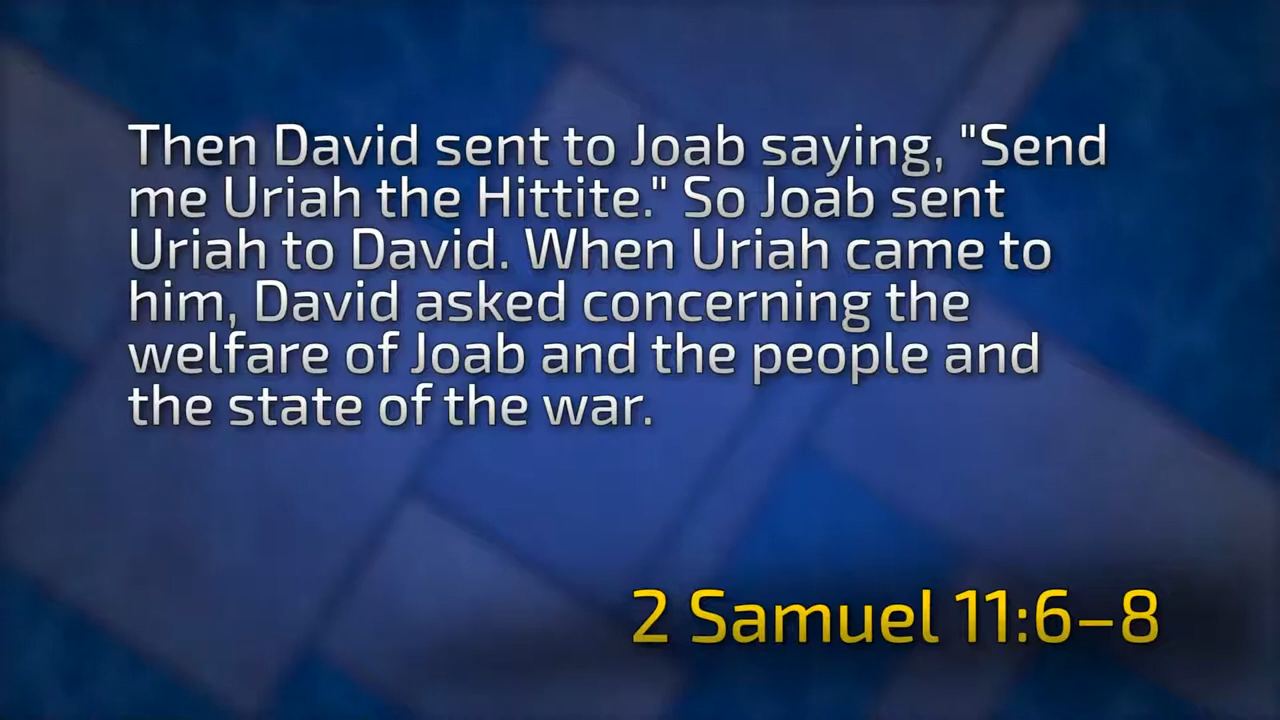 Then David sent to Joab saying, "Send
me Uriah the Hittite." So Joab sent
Uriah to David. When Uriah came to
him, David asked concerning the
welfare of Joab and the people and
the state of the war.
2 Samuel 11:6–8